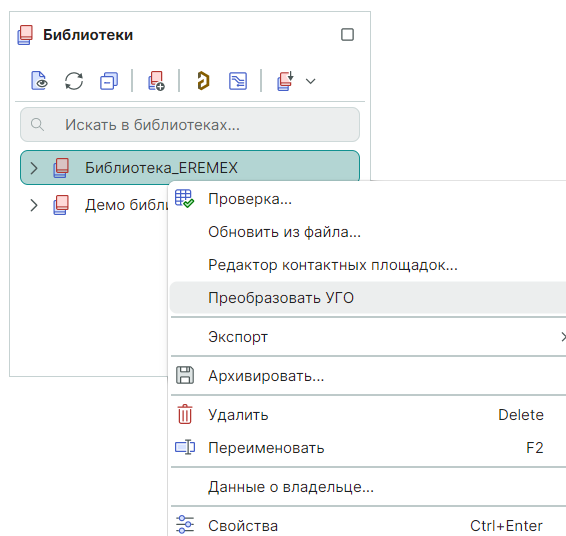 Библиотеки
Искать в библиотеках...
Библиотека_EREMEX
Демо библи
Проверка...
Обновить из файла...
Редактор контактных площадок...
Преобразовать УГО
Экспорт
Архивировать...
Удалить Delete
Переименовать F2
Данные о владельце...
Свойства Ctrl+Enter